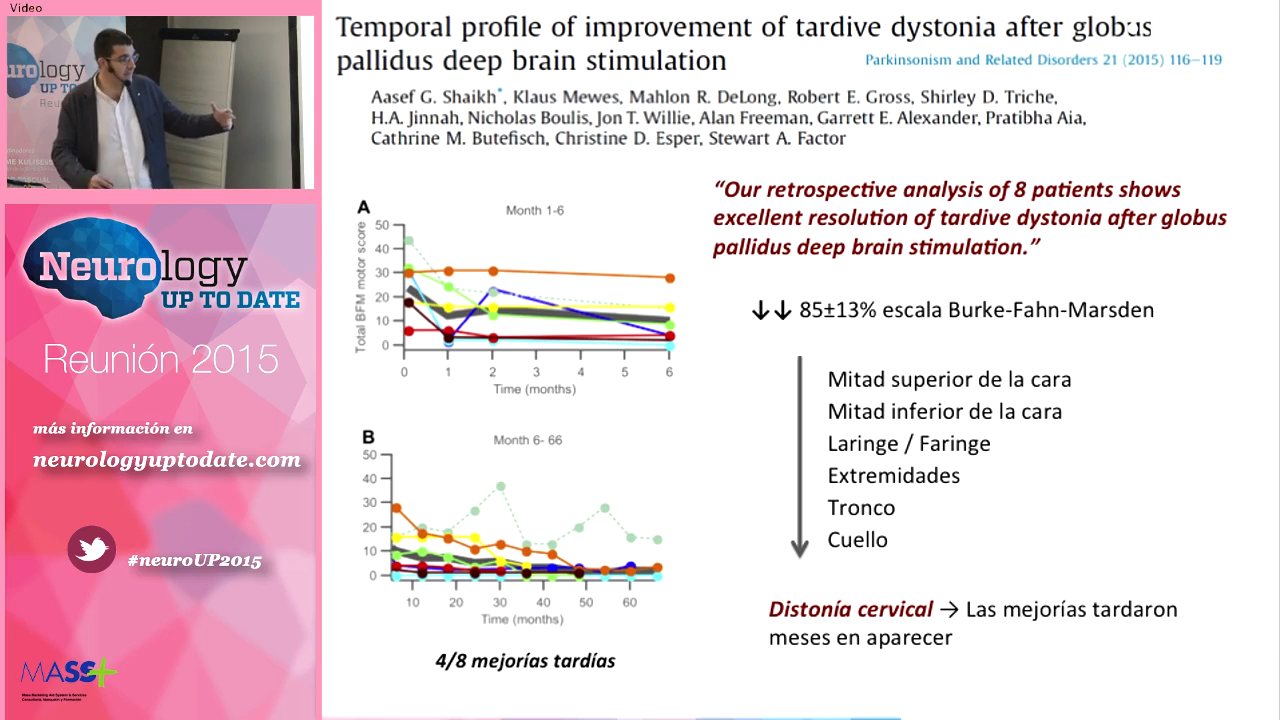 Video
urology
UP TO
Reu
ME KULISEV
Neurology
UP TO DATE
Reunión 2015
más información en
neurologyuptodate.com
#neuroUP2015
MASS+
Temporal profile of improvement of tardive dystonia after globus
pallidus deep brain stimulation
Parkinsonism and Related Disorders 21 (2015) 116–119
Aasef G. Shaikh*, Klaus Mewes, Mahlon R. DeLong, Robert E. Gross, Shirley D. Triche,
H.A. Jinnah, Nicholas Boulis, Jon T. Willie, Alan Freeman, Garrett E. Alexander, Pratibha Aia,
Cathrine M. Butefisch, Christine D. Esper, Stewart A. Factor
A
Month 1-6
Total BFM motor score
50
40
30
20
10
0
0 1 2 3 4 5 6
Time (months)
B
Month 6- 66
50
40
30
20
10
0
10 20 30 40 50 60
Time (months)
4/8 mejorías tardías
“Our retrospective analysis of 8 patients shows
excellent resolution of tardive dystonia after globus
pallidus deep brain stimulation.”
↓↓ 85±13% escala Burke-Fahn-Marsden
Mitad superior de la cara
Mitad inferior de la cara
Laringe / Faringe
Extremidades
Tronco
Cuello
Distonía cervical → Las mejorías tardaron
meses en aparecer